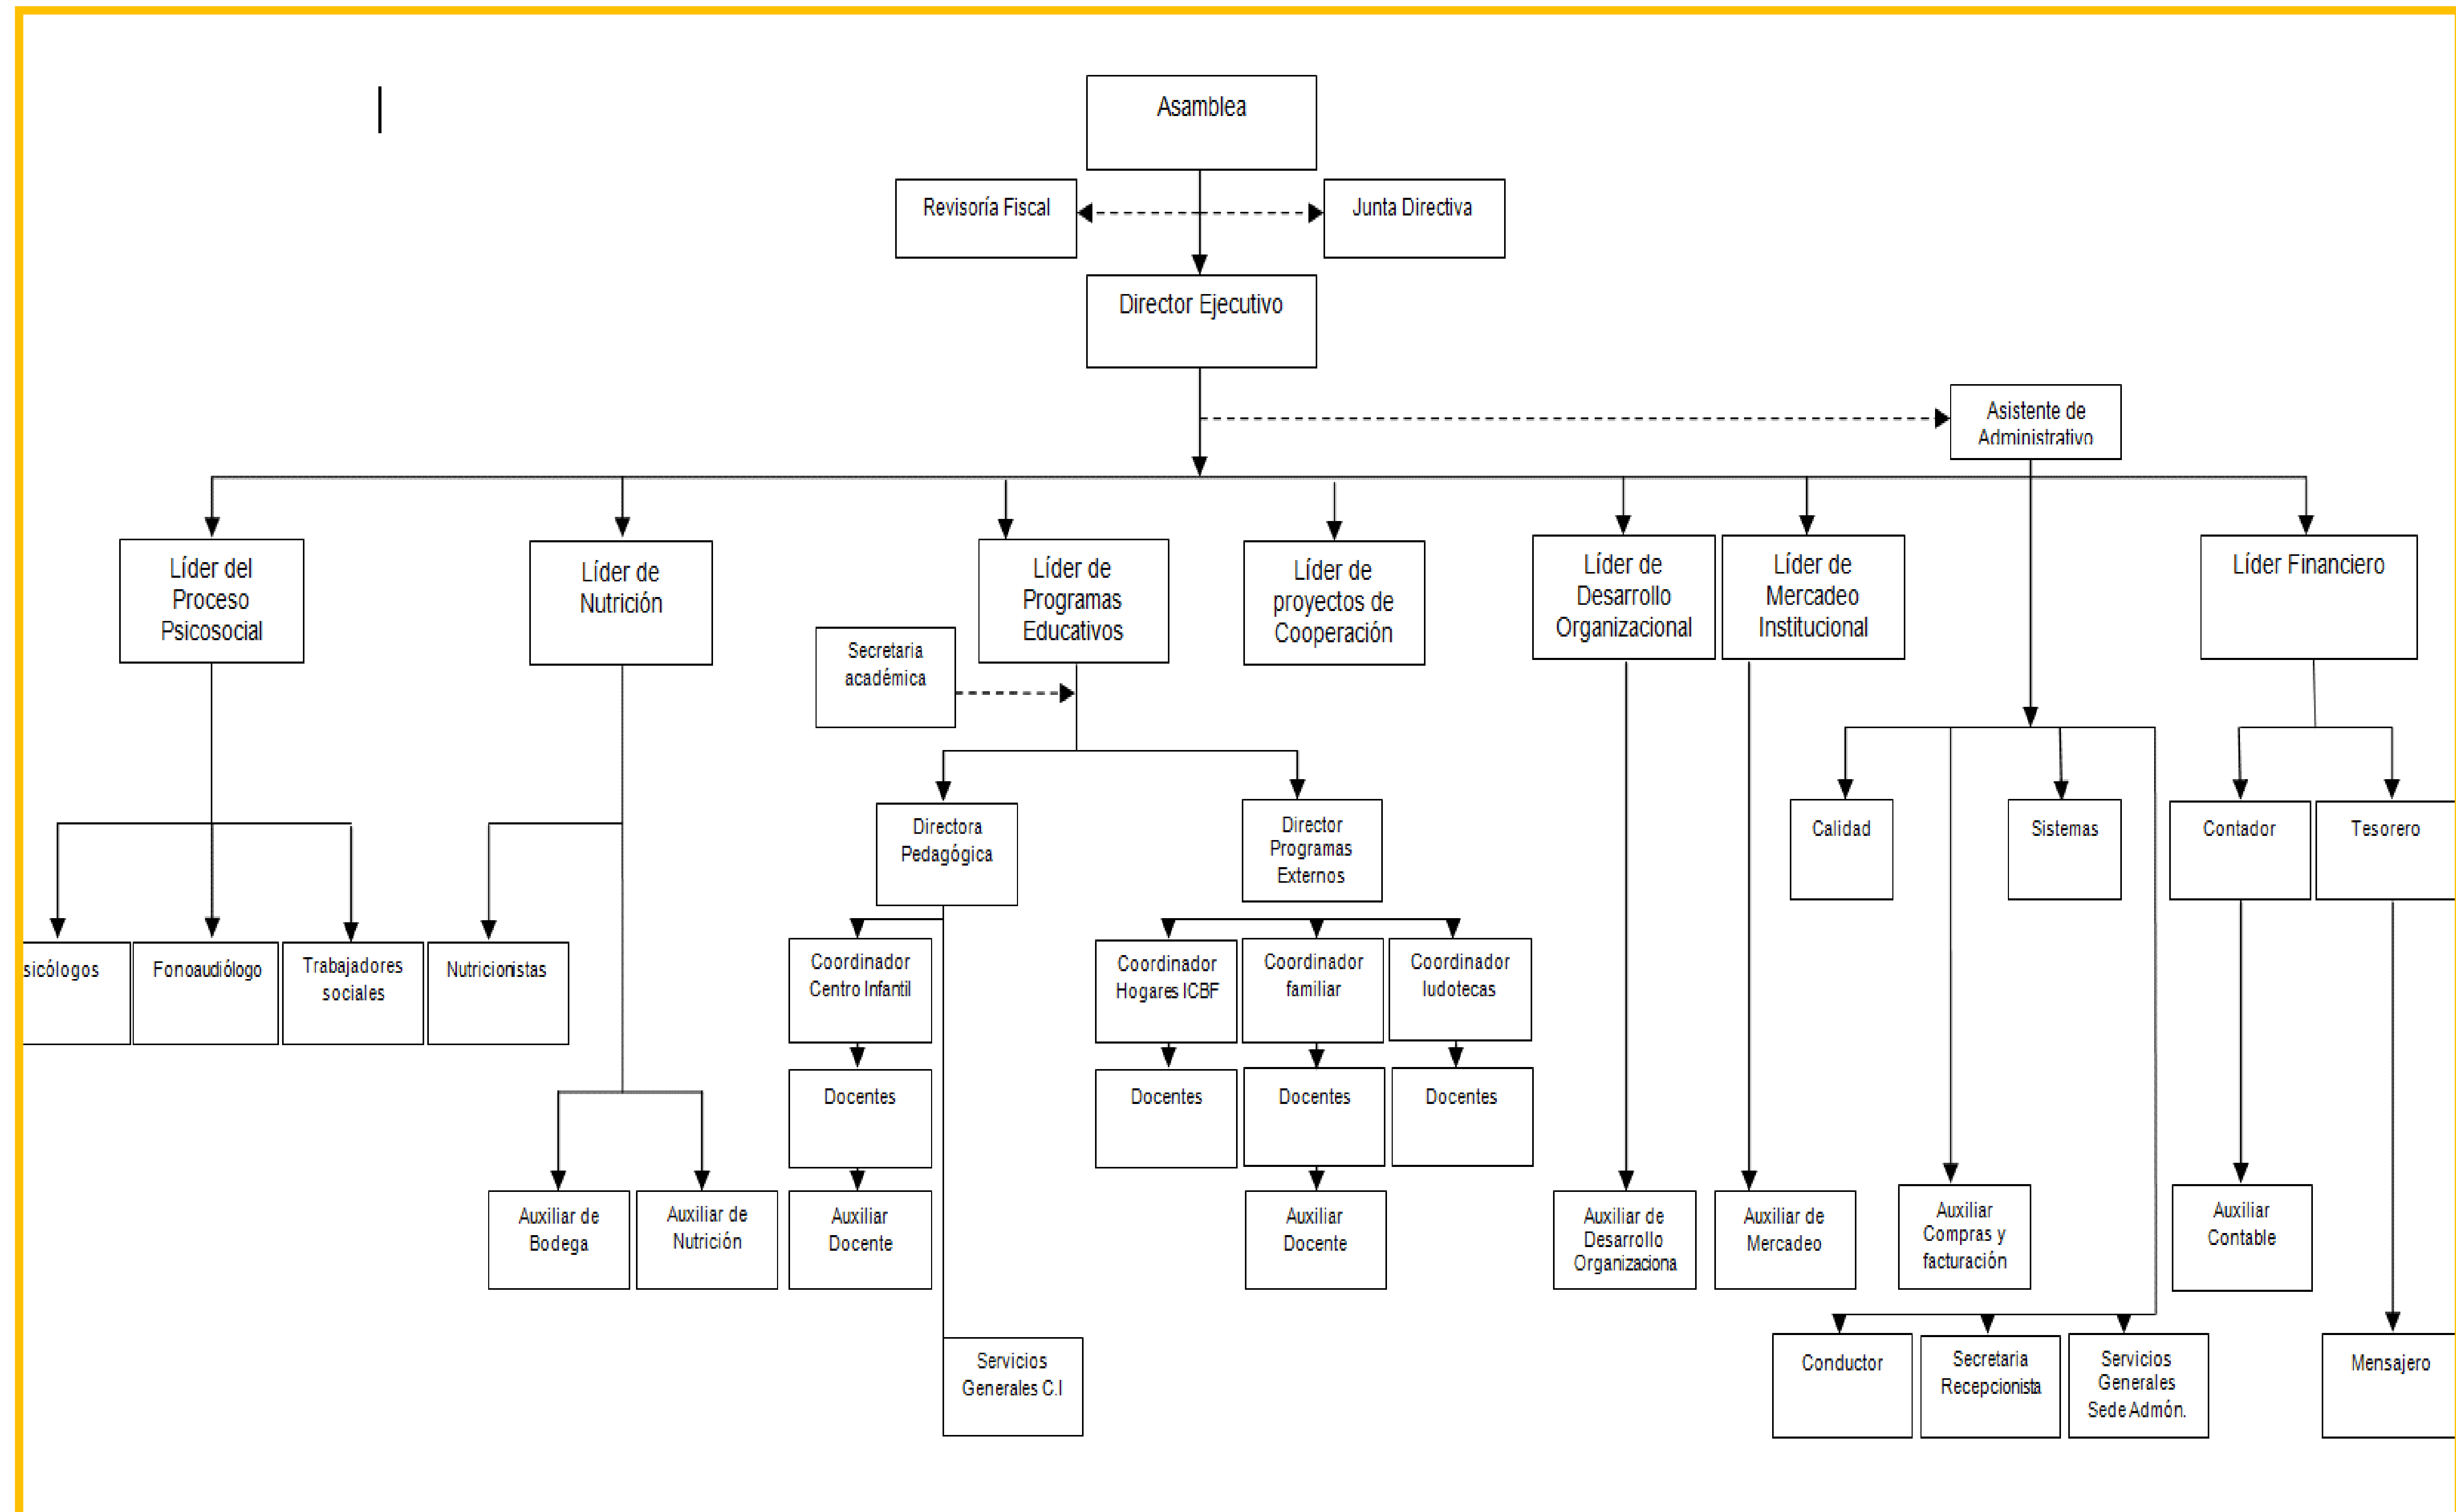 Asamblea
Revisoría Fiscal
Junta Directiva
Director Ejecutivo
Asistente de
Administrativo
Líder del
Proceso
Psicosocial
Líder de
Nutrición
Líder de
Programas
Educativos
Líder de
proyectos de
Cooperación
Líder de
Desarrollo
Organizacional
Líder de
Mercadeo
Institucional
Líder Financiero
Secretaria
académica
Directora
Pedagógica
Director
Programas
Externos
Calidad
Sistemas
Contador
Tesorero
sicólogos
Fonoaudiólogo
Trabajadores
sociales
Nutricionistas
Coordinador
Centro Infantil
Coordinador
Hogares ICBF
Coordinador
familiar
Coordinador
ludotecas
Docentes
Docentes
Docentes
Docentes
Auxiliar de
Bodega
Auxiliar de
Nutrición
Auxiliar
Docente
Auxiliar
Docente
Auxiliar de
Desarrollo
Organizaciona
Auxiliar de
Mercadeo
Auxiliar
Compras y
facturación
Auxiliar
Contable
Servicios
Generales C.I
Conductor
Secretaria
Recepcionista
Servicios
Generales
Sede Admón.
Mensajero